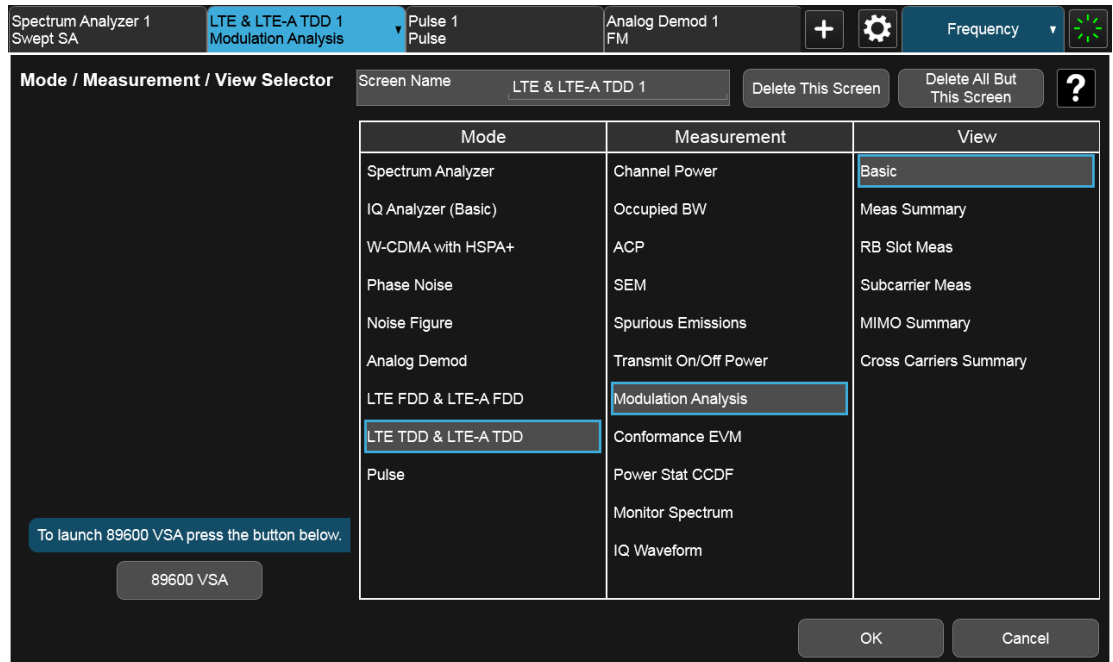 Spectrum Analyzer 1
Swept SA
LTE & LTE-A TDD 1
Modulation Analysis
Pulse 1
Pulse
Analog Demod 1
FM
+
Frequency
Mode / Measurement / View Selector
Screen Name
LTE & LTE-A TDD 1
Delete This Screen
Delete All But
This Screen
?
Mode
Measurement
View
Spectrum Analyzer
Channel Power
Basic
IQ Analyzer (Basic)
Occupied BW
Meas Summary
W-CDMA with HSPA+
ACP
RB Slot Meas
Phase Noise
SEM
Subcarrier Meas
Noise Figure
Spurious Emissions
MIMO Summary
Analog Demod
Transmit On/Off Power
Cross Carriers Summary
LTE FDD & LTE-A FDD
Modulation Analysis
LTE TDD & LTE-A TDD
Conformance EVM
Pulse
Power Stat CCDF
Monitor Spectrum
IQ Waveform
To launch 89600 VSA press the button below.
89600 VSA
OK
Cancel